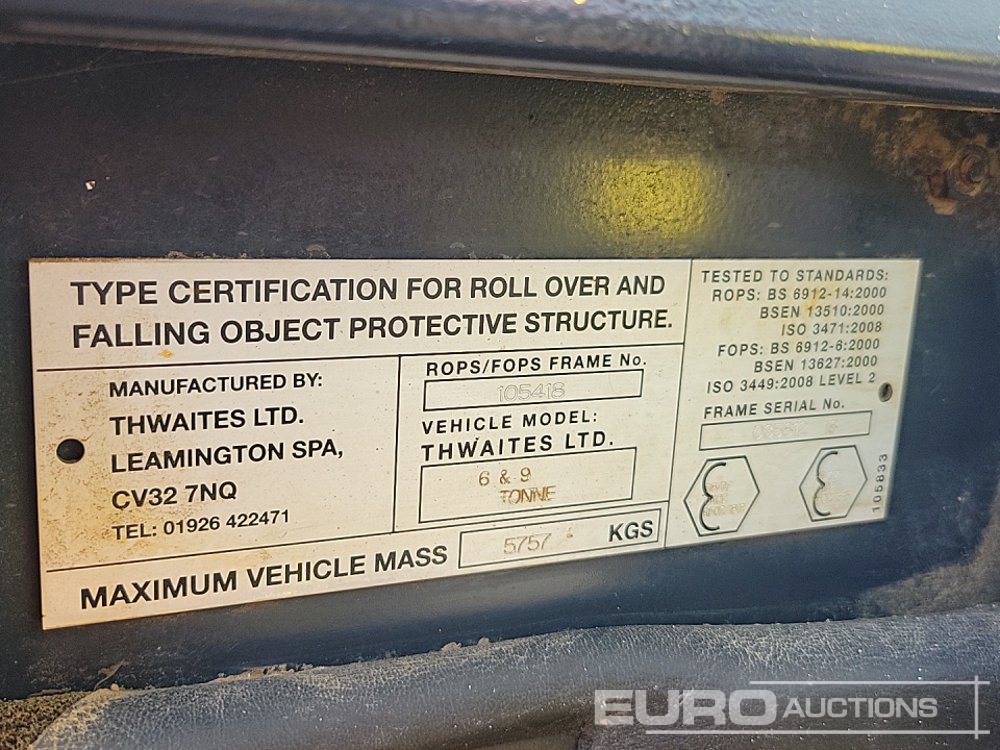 TYPE CERTIFICATION FOR ROLL OVER AND
FALLING OBJECT PROTECTIVE STRUCTURE.
MANUFACTURED BY:
THWAITES LTD.
LEAMINGTON SPA,
CV32 7NQ
TEL: 01926 422471
ROPS/FOPS FRAME No.
105418
VEHICLE MODEL:
THWAITES LTD.
6 & 9
TONNE
MAXIMUM VEHICLE MASS 5757 KGS
TESTED TO STANDARDS:
ROPS: BS 6912-14:2000
BSEN 13510:2000
ISO 3471:2008
FOPS: BS 6912-6:2000
BSEN 13627:2000
ISO 3449:2008 LEVEL 2
FRAME SERIAL No.
105833
EURO AUCTIONS